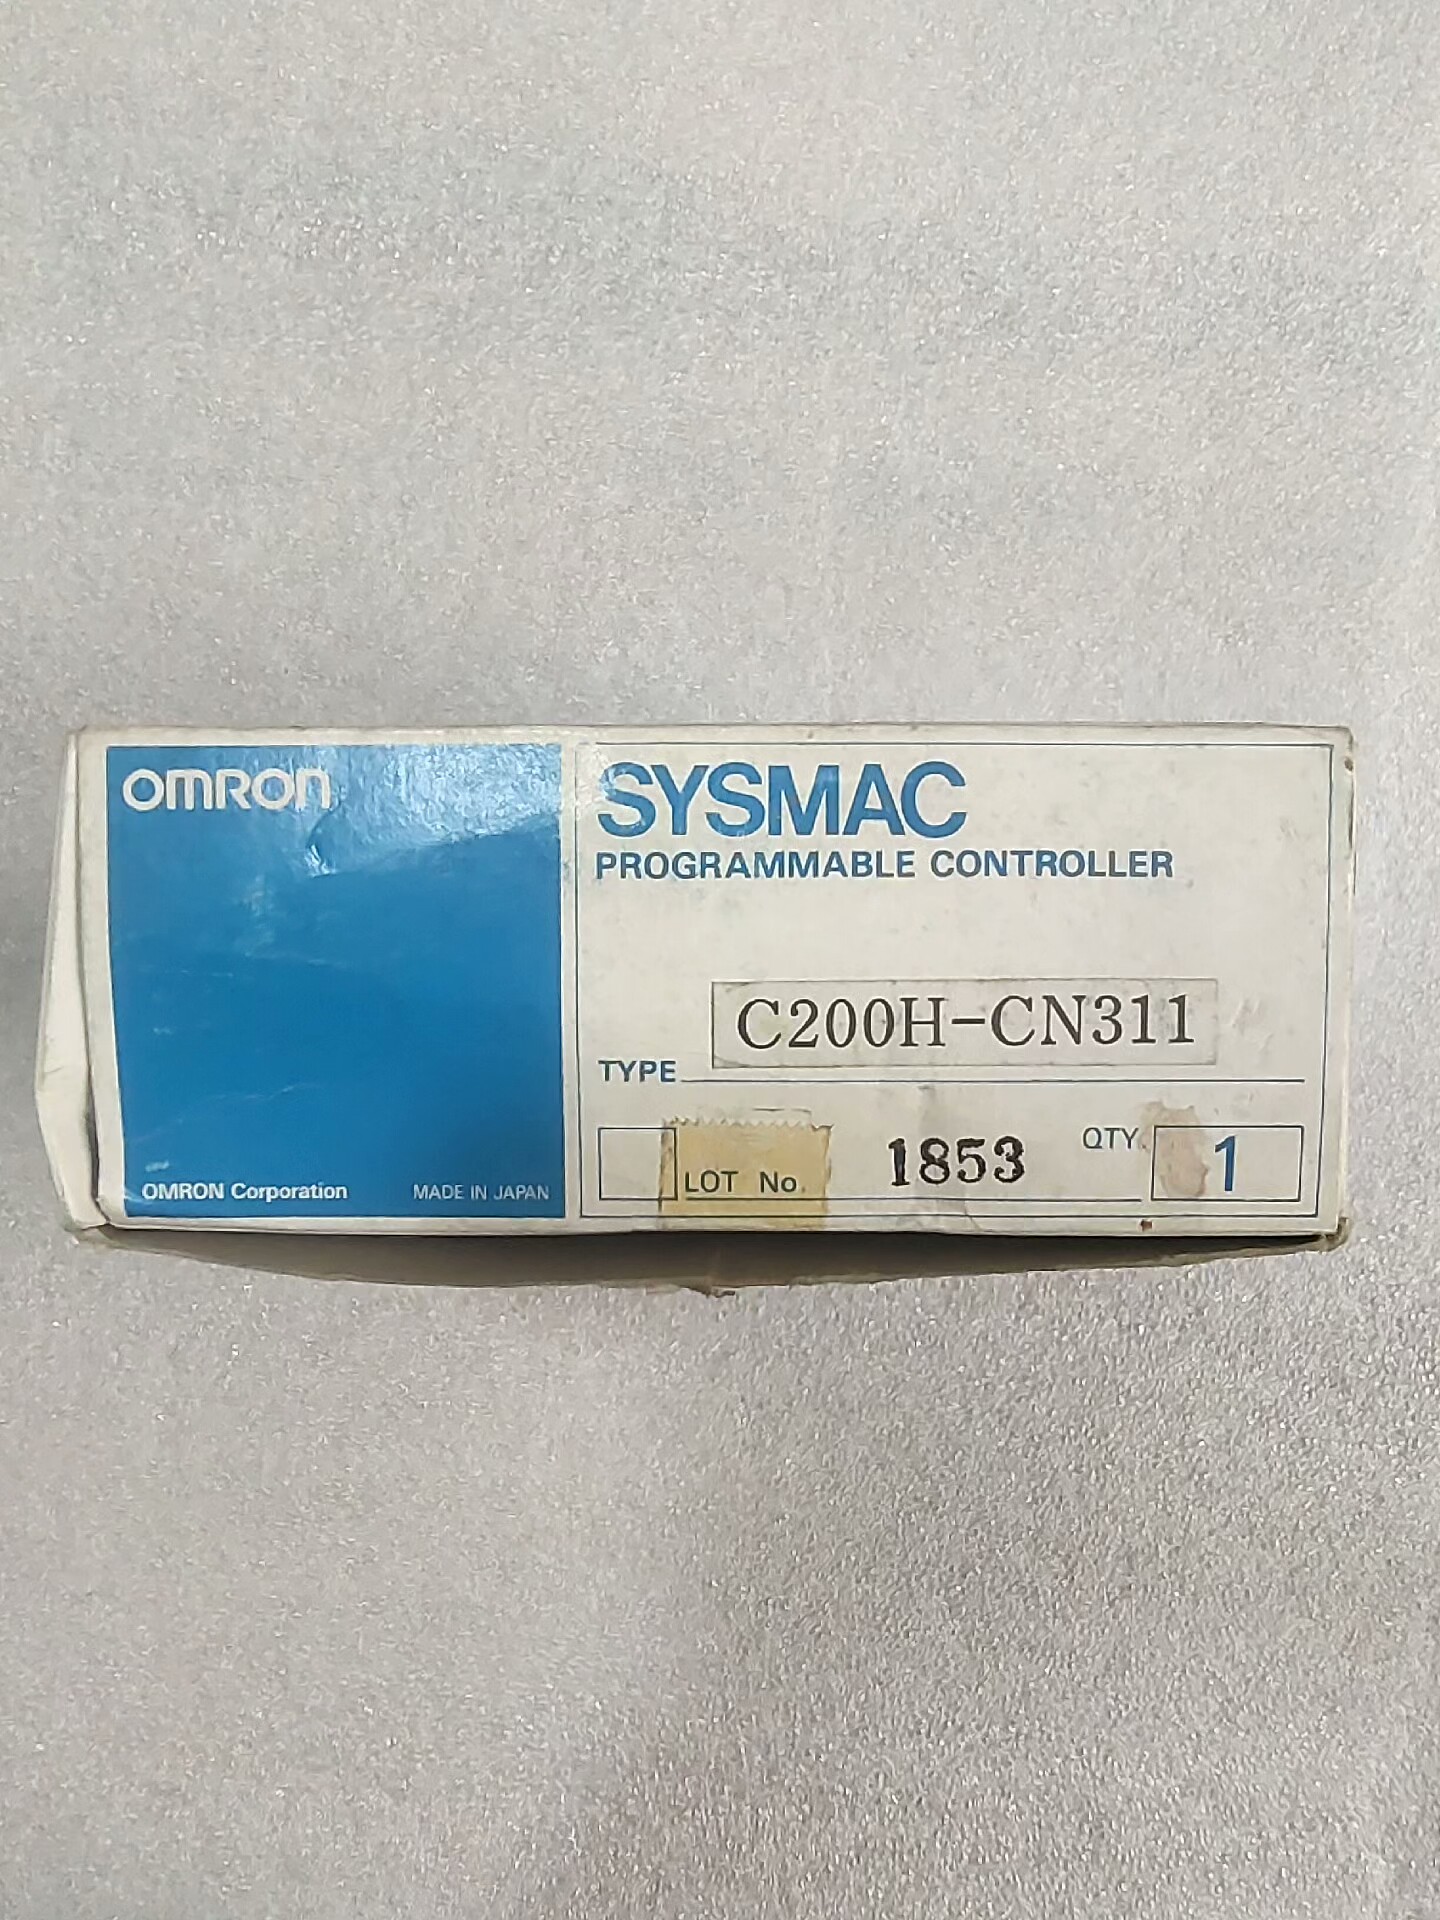 OMRON
SYSMAC
PROGRAMMABLE CONTROLLER
TYPE C200H-CN311
LOT No. 1853 QTY. 1
OMRON Corporation MADE IN JAPAN